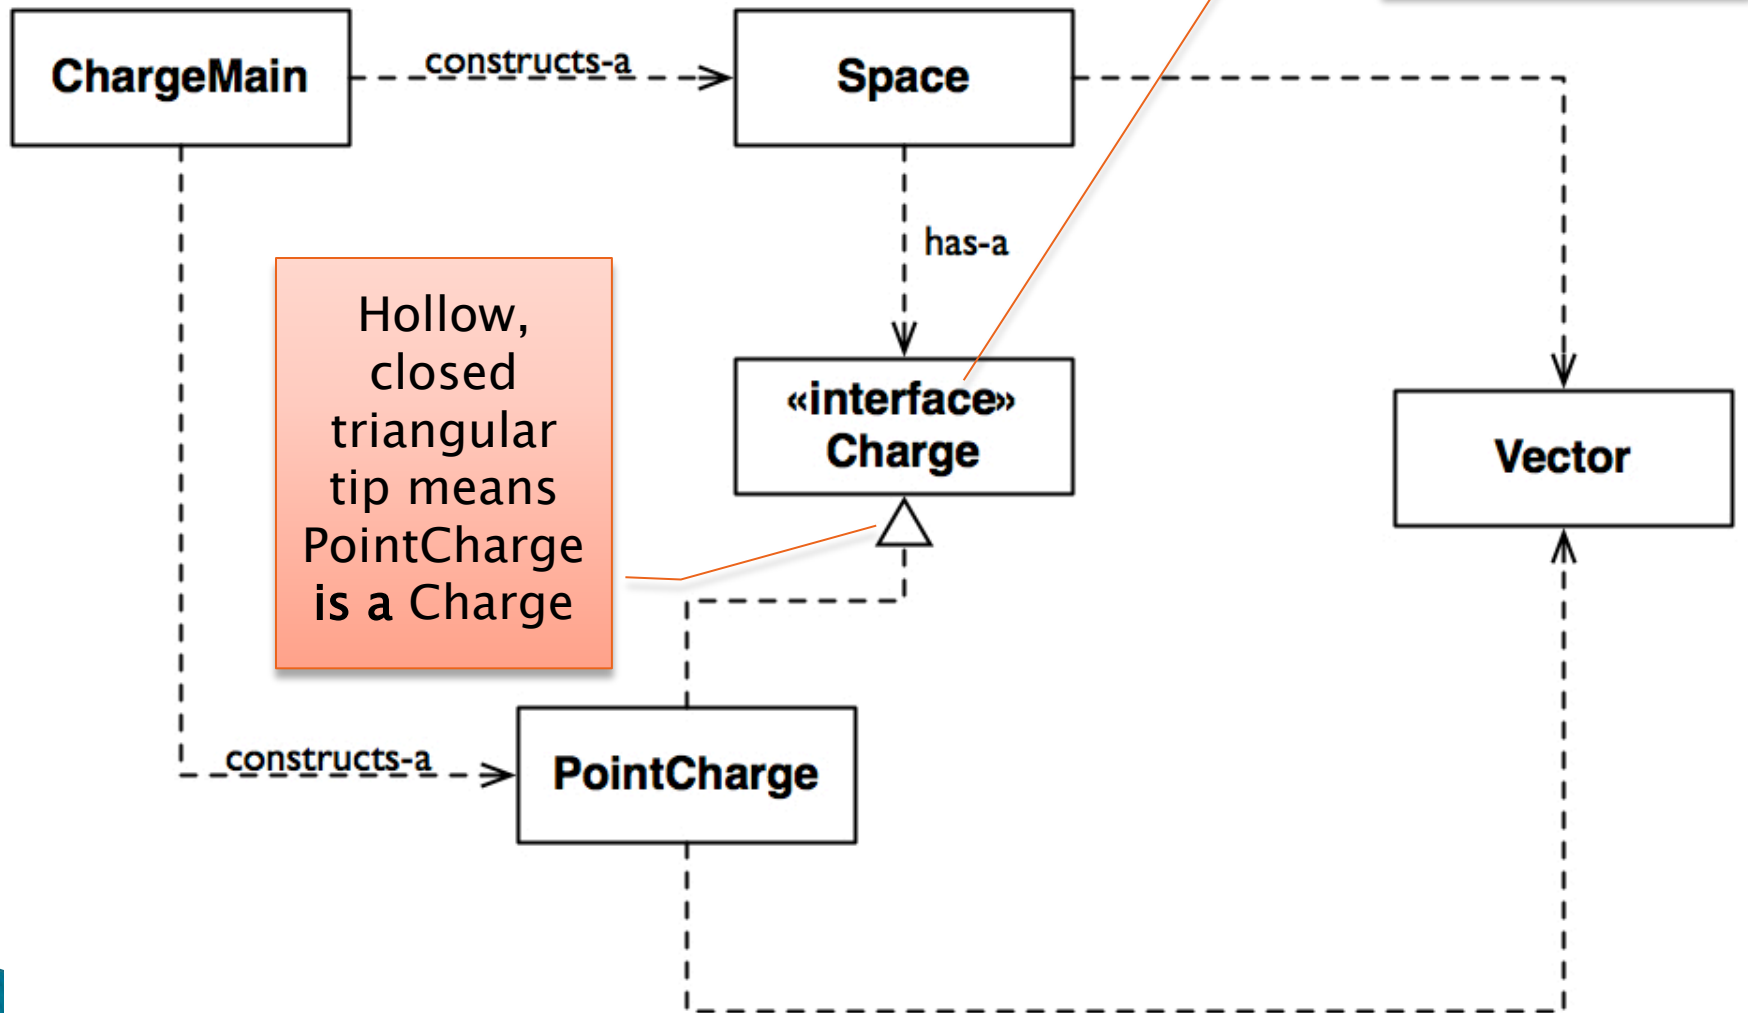 ChargeMain
constructs-a
Space
has-a
Hollow,
closed
triangular
tip means
PointCharge
is a Charge
«interface»
Charge
Vector
constructs-a
PointCharge